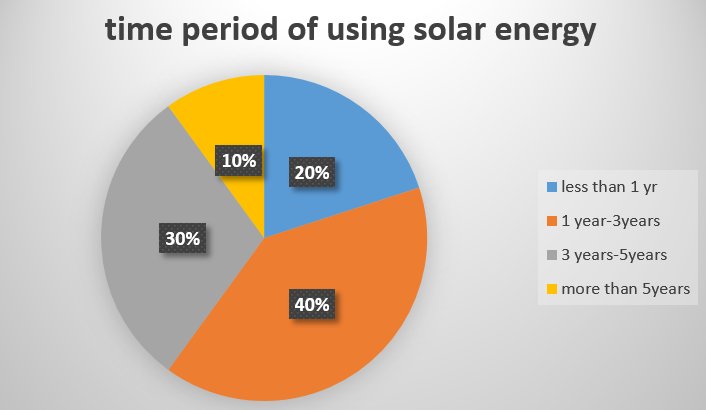 time period of using solar energy
10%
20%
30%
40%
less than 1 yr
1 year-3years
3 years-5years
more than 5years